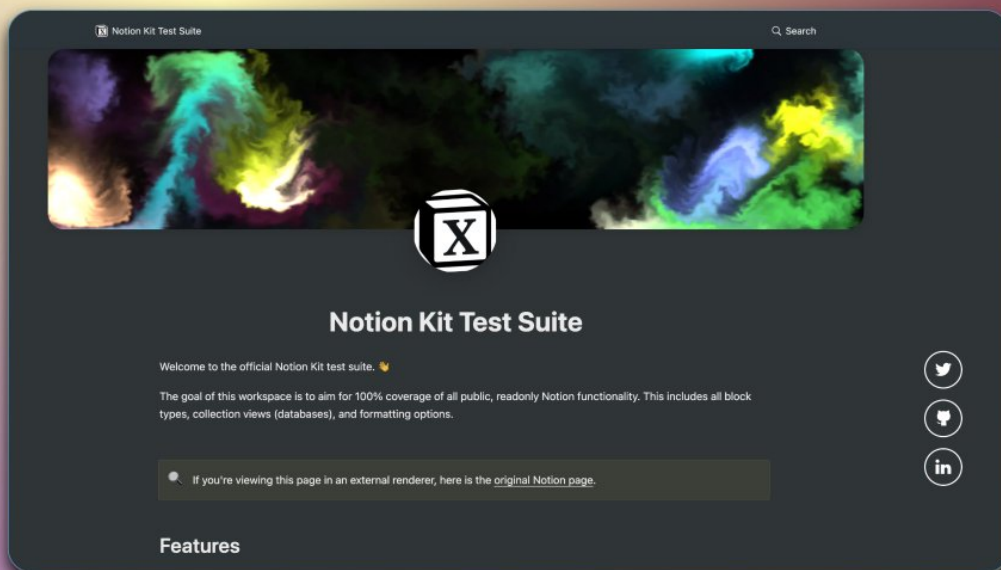 Notion Kit Test Suite
Search
X
Notion Kit Test Suite
Welcome to the official Notion Kit test suite. 👋
The goal of this workspace is to aim for 100% coverage of all public, readonly Notion functionality. This includes all block
types, collection views (databases), and formatting options.
If you're viewing this page in an external renderer, here is the original Notion page.
in
Features